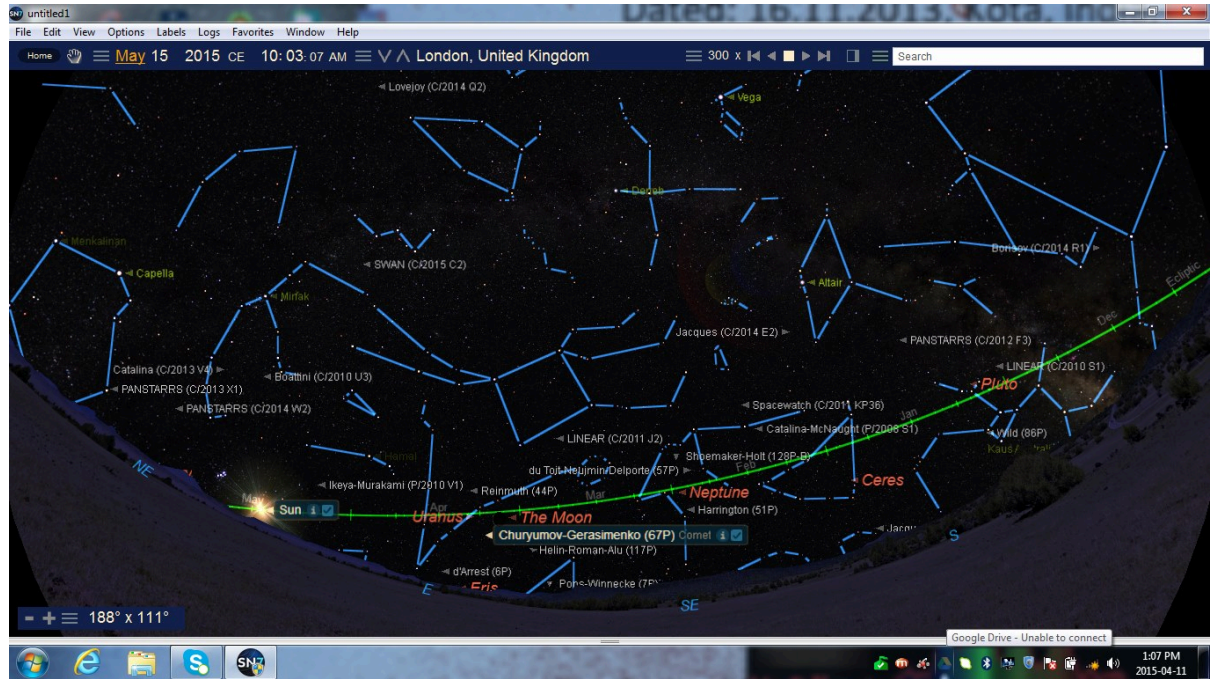 untitled1
Dated 16.11.2013. Kota. Ind
File Edit View Options Labels Logs Favorites Window Help
Home May 15 2015 CE 10:03:07 AM London, United Kingdom 300 x Search
Lovejoy (C/2014 Q2)
Vega
Deneb
Menkalinan
Borisov (C/2014 R1)
SWAN (C/2015 C2)
Capella
Altair
Ecliptic
Mirfak
Dec
Jacques (C/2014 E2)
PANSTARRS (C/2012 F3)
Catalina (C/2013 V4)
LINEAR (C/2010 S1)
Boattini (C/2010 U3)
Pluto
PANSTARRS (C/2013 X1)
PANSTARRS (C/2014 W2)
Spacewatch (C/2011 KP36)
Jan
Catalina-McNaught (P/2008 S1)
Wild (86P)
LINEAR (C/2011 J2)
Kaus
Hamal
Shoemaker-Holt (128P-B)
NE
du Toit-Neujmin-Delporte (57P)
Feb
Ceres
Ikeya-Murakami (P/2010 V1)
Reinmuth (44P)
Mar
Neptune
May
Sun
Apr
Harrington (51P)
Uranus
The Moon
Jacqu
Churyumov-Gerasimenko (67P) Comet
S
Helin-Roman-Alu (117P)
d'Arrest (6P)
Pons-Winnecke (7P)
Eris
E
SE
188° x 111°
Google Drive - Unable to connect
SN7
1:07 PM
2015-04-11